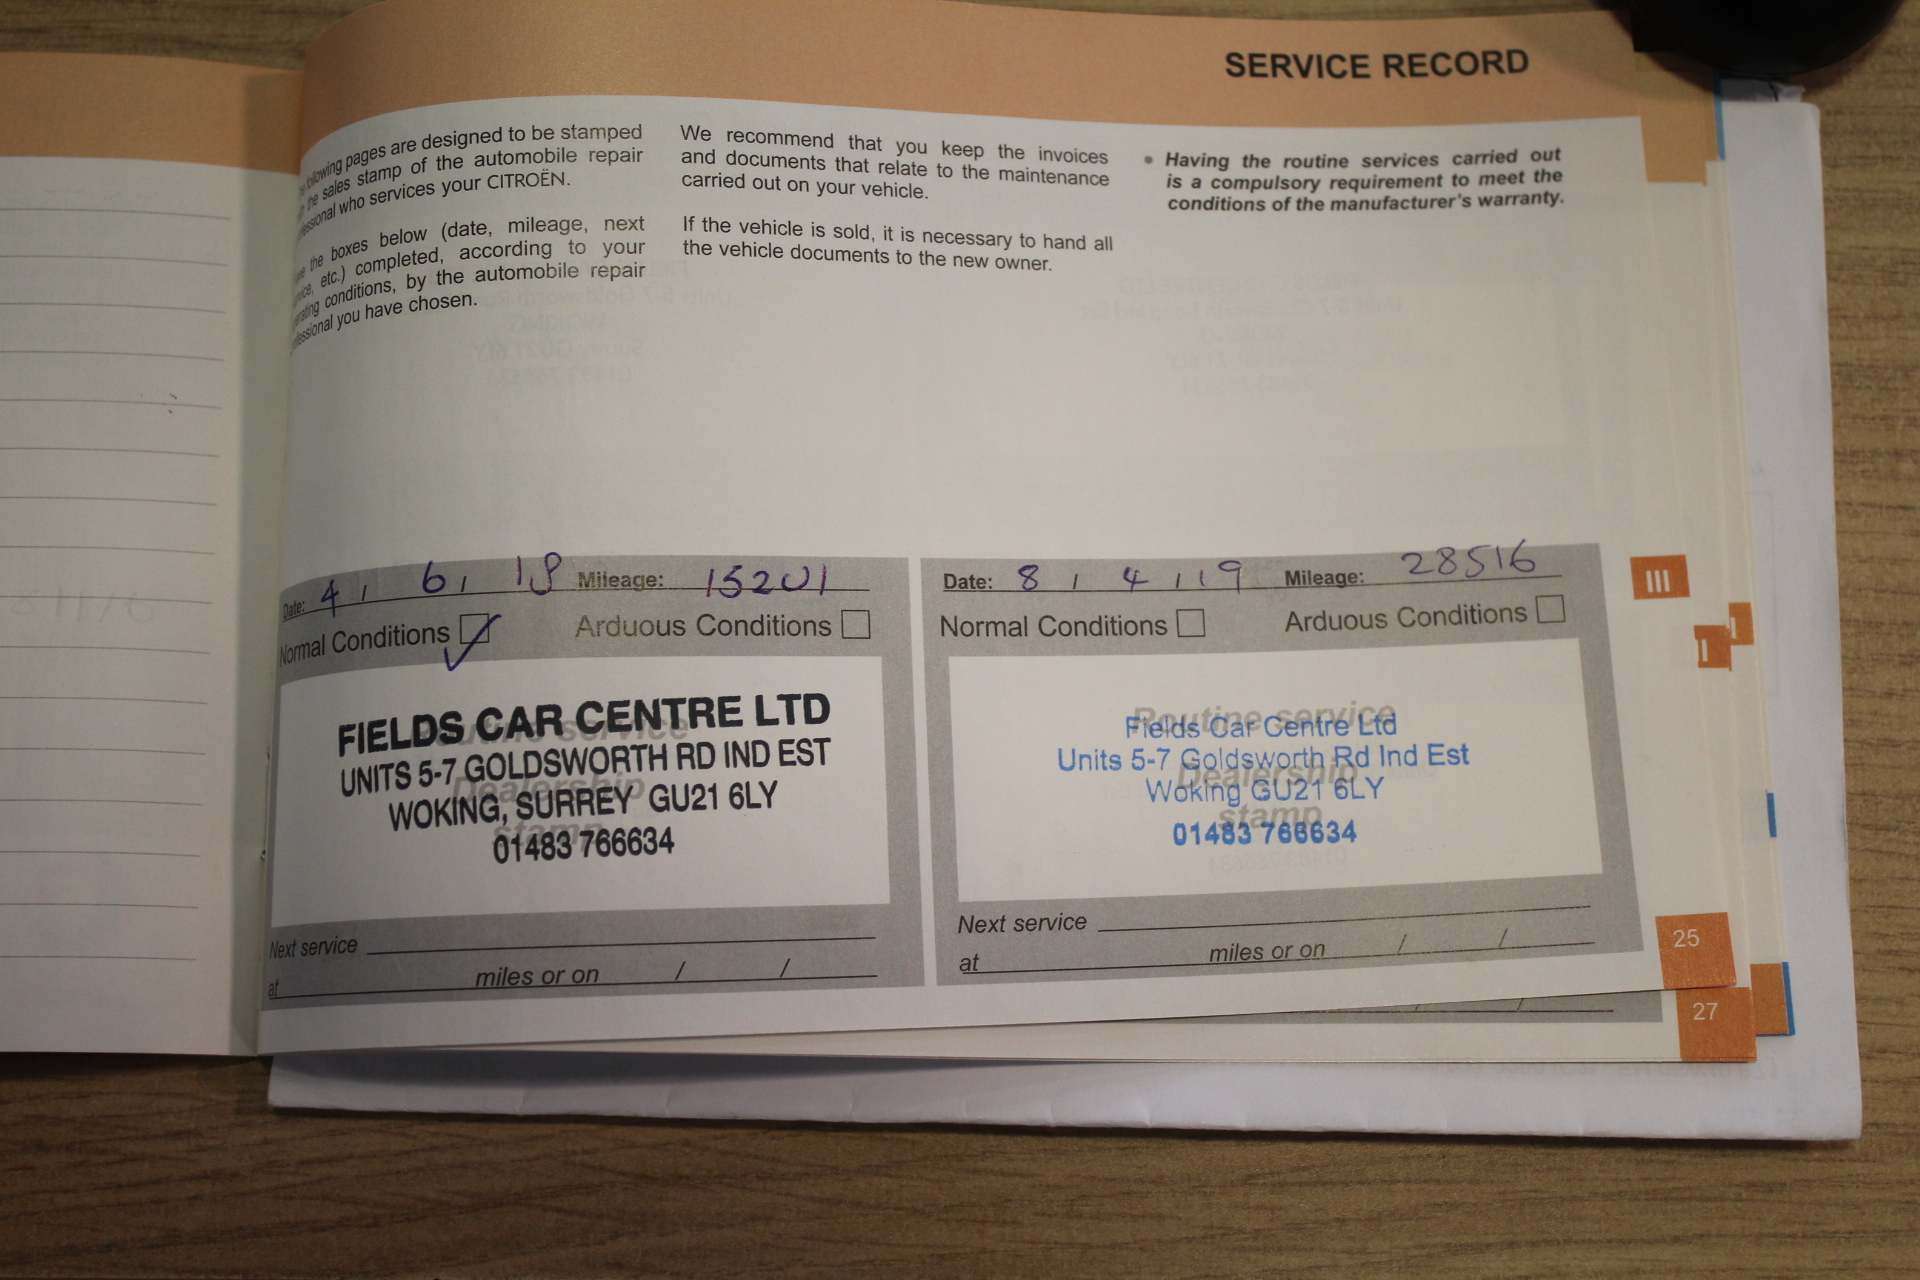 SERVICE RECORD
following pages are designed to be stamped
the sales stamp of the automobile repair
who services your CITROËN.
the boxes below (date, mileage, next
etc.) completed, according to your
conditions, by the automobile repair
you have chosen.
We recommend that you keep the invoices
and documents that relate to the maintenance
carried out on your vehicle.
If the vehicle is sold, it is necessary to hand all
the vehicle documents to the new owner.
• Having the routine services carried out
is a compulsory requirement to meet the
conditions of the manufacturer's warranty.
Date: 4 / 6 / 18 Mileage: 15201
Normal Conditions Arduous Conditions
Routine service
Dealership
stamp
FIELDS CAR CENTRE LTD
UNITS 5-7 GOLDSWORTH RD IND EST
WOKING, SURREY GU21 6LY
01483 766634
Next service
at miles or on / /
Date: 8 / 4 / 19 Mileage: 28516
Normal Conditions Arduous Conditions
Routine service
Dealership
stamp
Fields Car Centre Ltd
Units 5-7 Goldsworth Rd Ind Est
Woking GU21 6LY
01483 766634
Next service
at miles or on / /
III
25
27